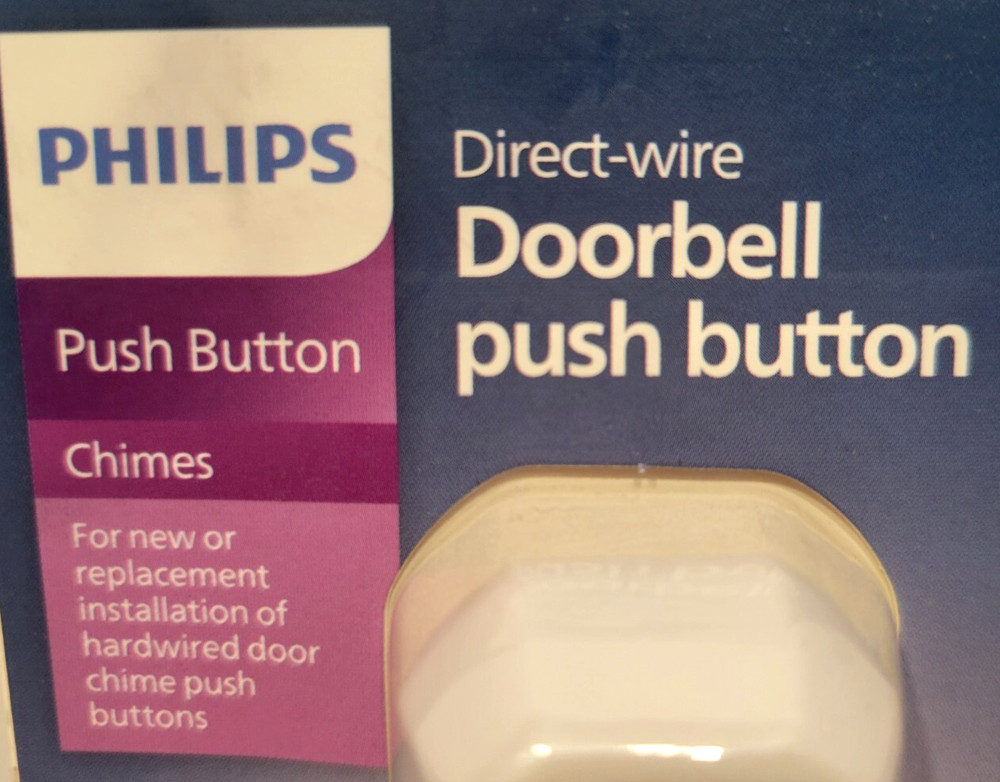 PHILIPS
Push Button
Chimes
For new or
replacement
installation of
hardwired door
chime push
buttons
Direct-wire
Doorbell
push button